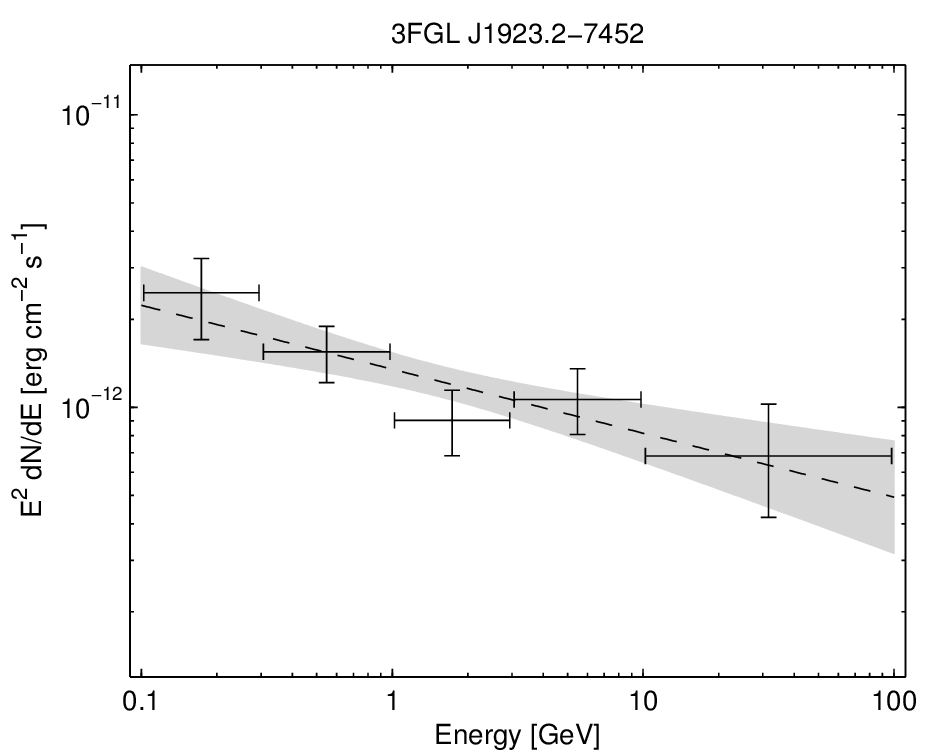 3FGL J1923.2−7452
10⁻¹¹
10⁻¹²
E² dN/dE [erg cm⁻² s⁻¹]
0.1 1 10 100
Energy [GeV]